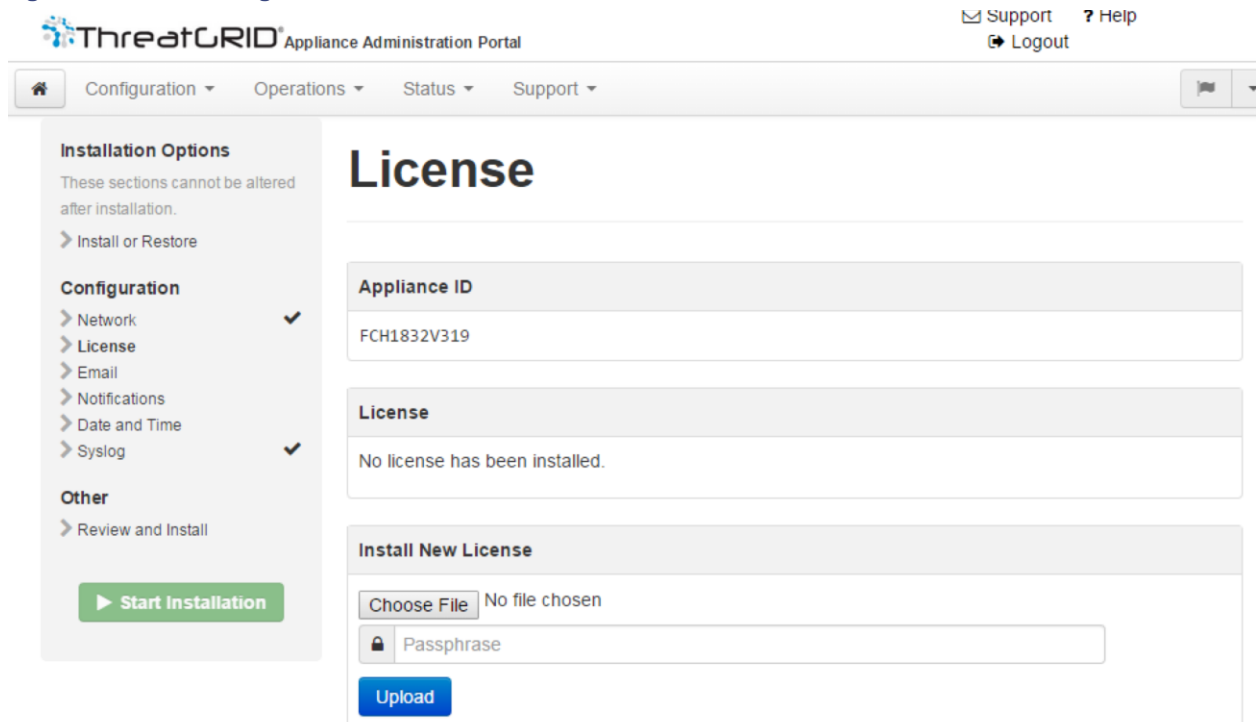 ThreatGRID® Appliance Administration Portal
Support ? Help
Logout
Configuration Operations Status Support
Installation Options
These sections cannot be altered
after installation.
Install or Restore
Configuration
Network
License
Email
Notifications
Date and Time
Syslog
Other
Review and Install
Start Installation
License
Appliance ID
FCH1832V319
License
No license has been installed.
Install New License
Choose File No file chosen
Passphrase
Upload